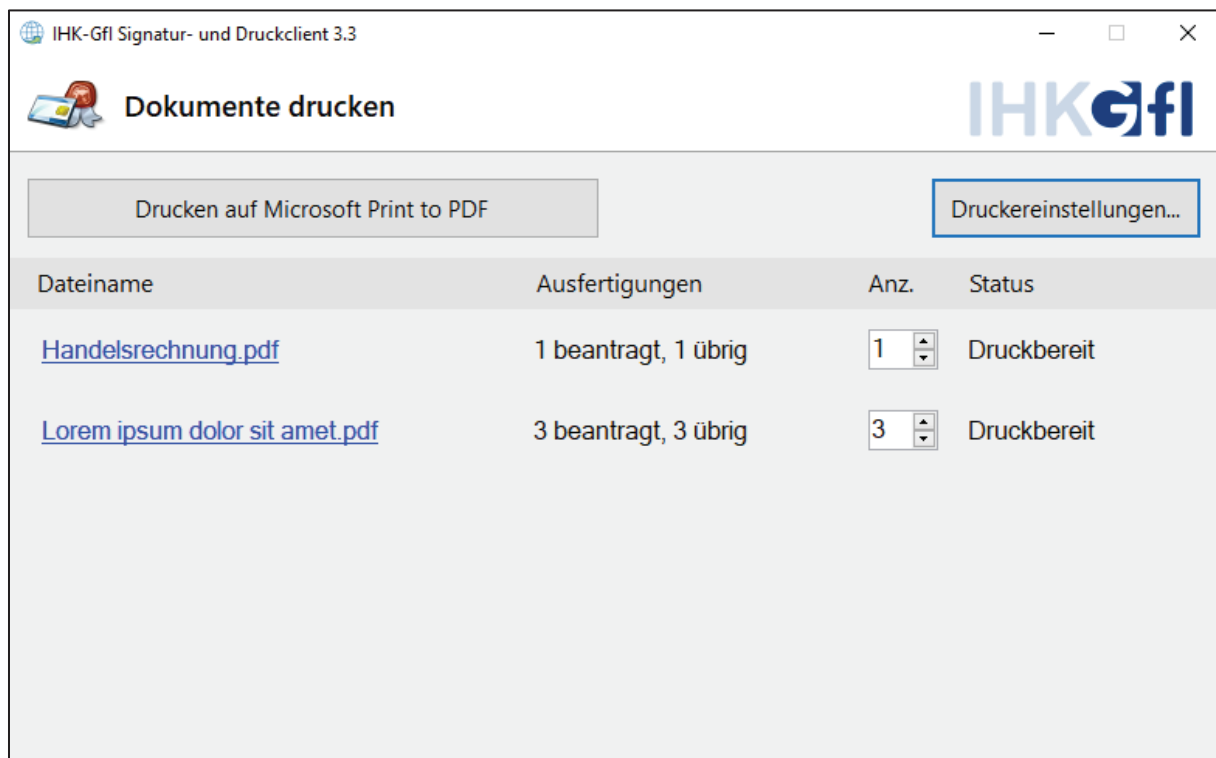 IHK-GfI Signatur- und Druckclient 3.3
Dokumente drucken
IHKGfI
Drucken auf Microsoft Print to PDF
Druckereinstellungen...
Dateiname Ausfertigungen Anz. Status
Handelsrechnung.pdf 1 beantragt, 1 übrig 1 Druckbereit
Lorem ipsum dolor sit amet.pdf 3 beantragt, 3 übrig 3 Druckbereit